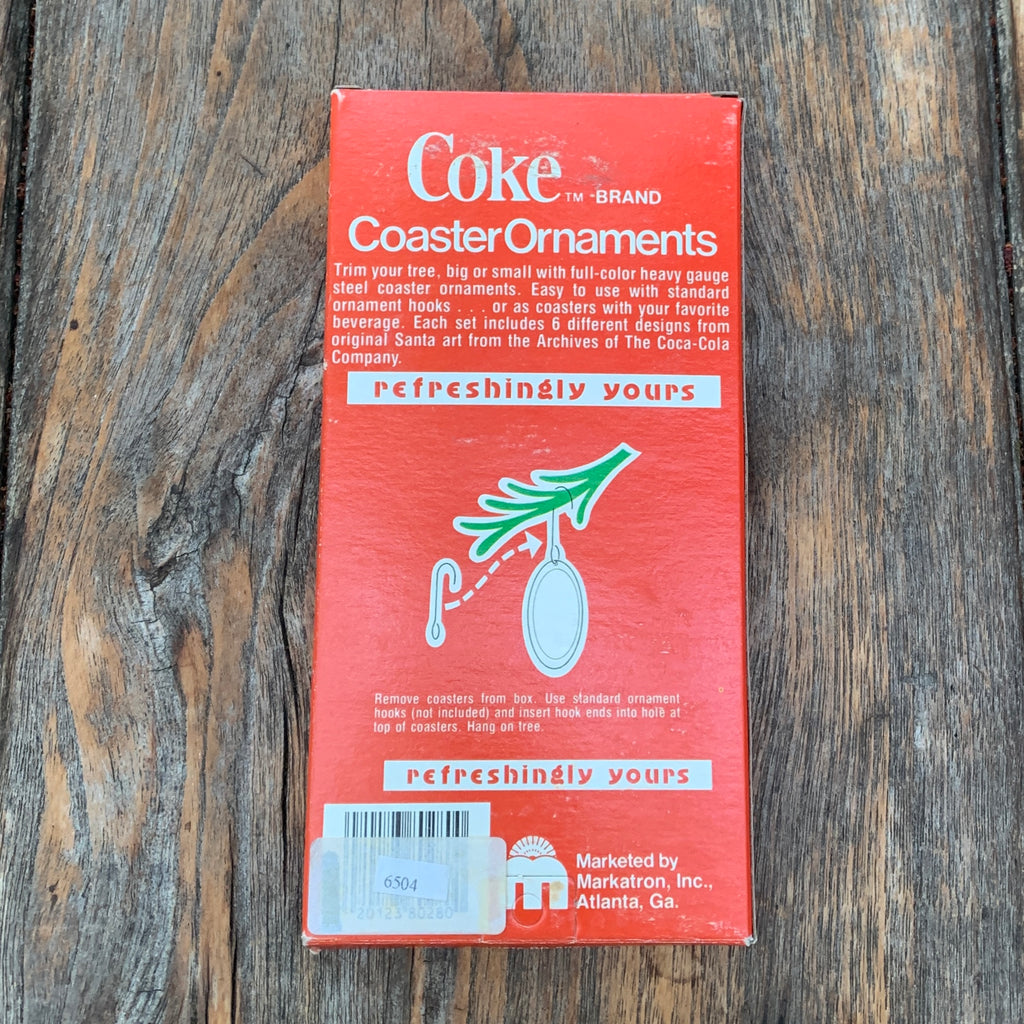 Coke ™ -BRAND
Coaster Ornaments
Trim your tree, big or small with full-color heavy gauge
steel coaster ornaments. Easy to use with standard
ornament hooks . . . or as coasters with your favorite
beverage. Each set includes 6 different designs from
original Santa art from the Archives of The Coca-Cola
Company.
refreshingly yours
Remove coasters from box. Use standard ornament
hooks (not included) and insert hook ends into hole at
top of coasters. Hang on tree.
refreshingly yours
6504
20123 80280
Marketed by
Markatron, Inc.,
Atlanta, Ga.